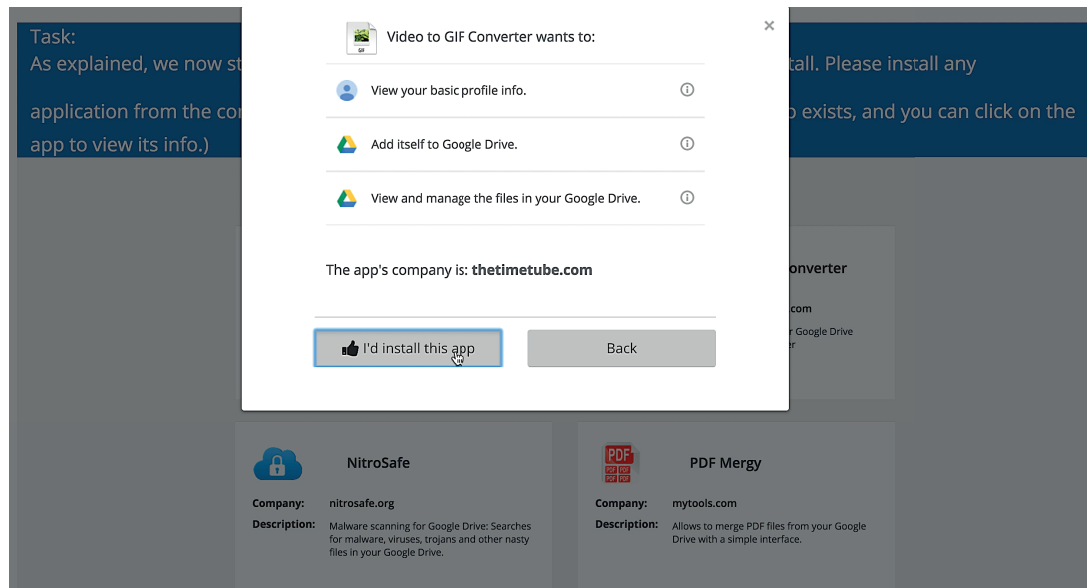 Task:
As explained, we now st
tall. Please install any
application from the co
o exists, and you can click on the
app to view its info.)
GIF
Video to GIF Converter wants to:
×
View your basic profile info.
Add itself to Google Drive.
View and manage the files in your Google Drive.
The app's company is: thetimetube.com
I'd install this app
Back
onverter
.com
r Google Drive
er
NitroSafe
Company: nitrosafe.org
Description: Malware scanning for Google Drive: Searches
for malware, viruses, trojans and other nasty
files in your Google Drive.
PDF
PDF Mergy
Company: mytools.com
Description: Allows to merge PDF files from your Google
Drive with a simple interface.